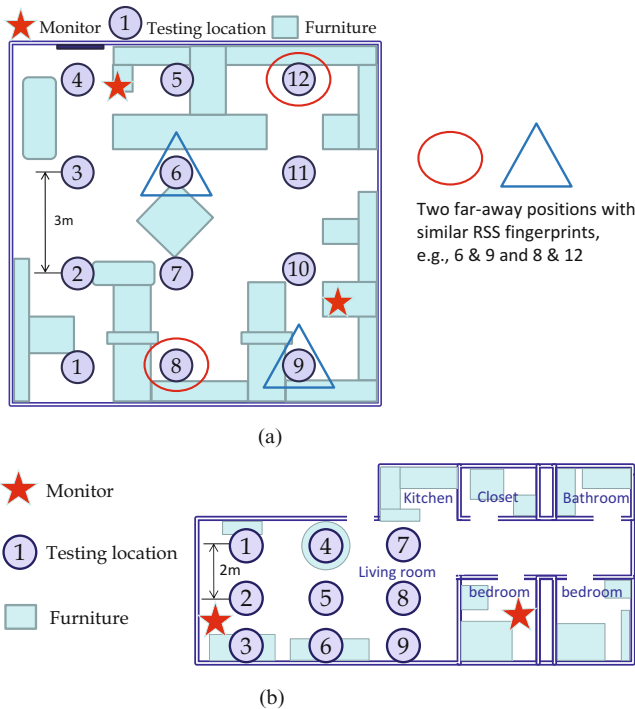 Monitor 1 Testing location Furniture
4 5 12
3 6 11
3m
2 7 10
1 8 9
Two far-away positions with
similar RSS fingerprints,
e.g., 6 & 9 and 8 & 12
(a)
Monitor
1 Testing location
Furniture
Kitchen Closet Bathroom
1 4 7
2m
Living room
2 5 8
bedroom bedroom
3 6 9
(b)